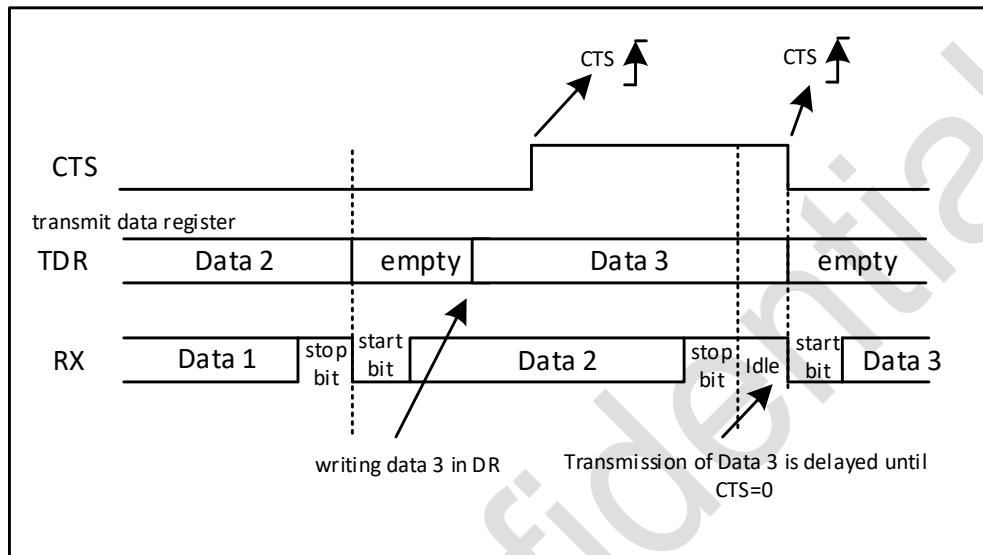 CTS
CTS
CTS
transmit data register
TDR
Data 2
empty
Data 3
empty
RX
Data 1
stop
bit
start
bit
Data 2
stop
bit
Idle
start
bit
Data 3
writing data 3 in DR
Transmission of Data 3 is delayed until
CTS=0
fidential